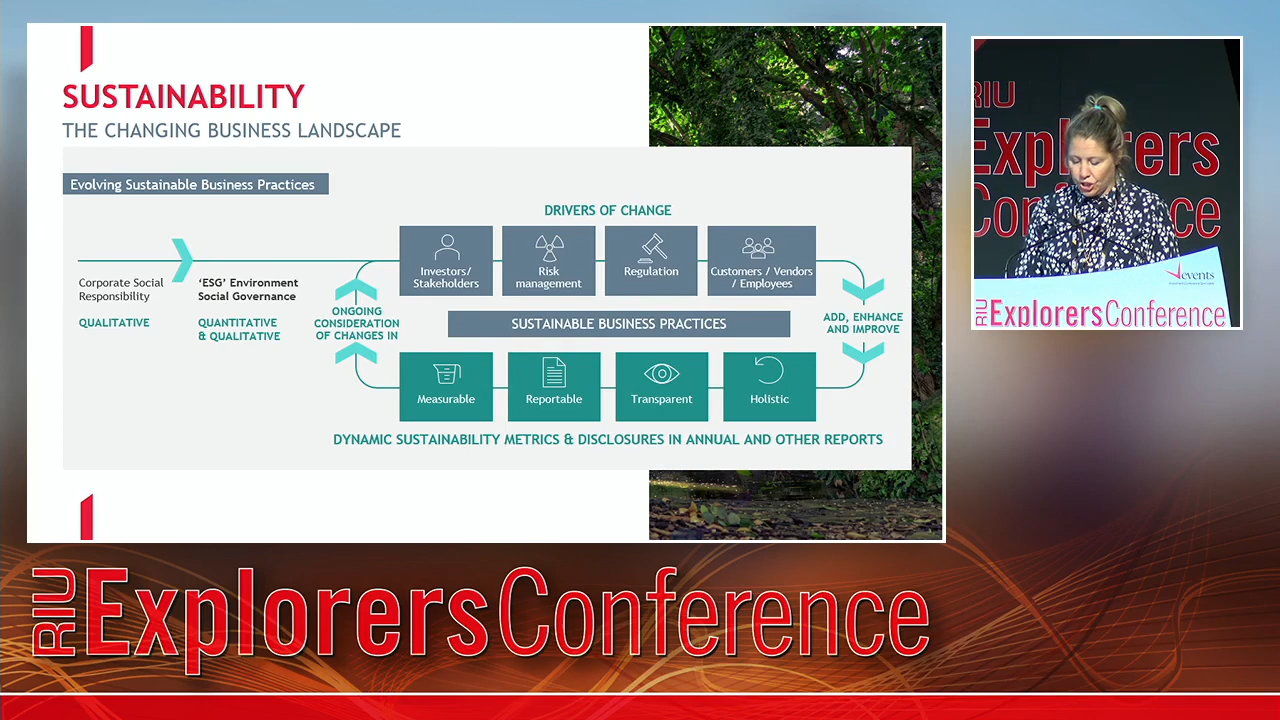 SUSTAINABILITY
THE CHANGING BUSINESS LANDSCAPE
Evolving Sustainable Business Practices
Corporate Social
Responsibility
QUALITATIVE
‘ESG’ Environment
Social Governance
QUANTITATIVE
& QUALITATIVE
ONGOING
CONSIDERATION
OF CHANGES IN
DRIVERS OF CHANGE
Investors/
Stakeholders
Risk
management
Regulation
Customers / Vendors
/ Employees
SUSTAINABLE BUSINESS PRACTICES
ADD, ENHANCE
AND IMPROVE
Measurable
Reportable
Transparent
Holistic
DYNAMIC SUSTAINABILITY METRICS & DISCLOSURES IN ANNUAL AND OTHER REPORTS
RIU
Explorers
Conference
events
RIU ExplorersConference
RIU ExplorersConference